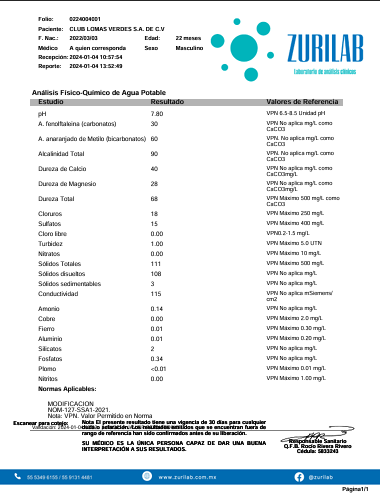 Folio: 0224004001
Paciente: CLUB LOMAS VERDES S.A. DE C.V
F. Nac.: 2022/03/03 Edad: 22 meses
Médico A quien corresponda Sexo Masculino
Recepción: 2024-01-04 10:57:54
Reporte: 2024-01-04 13:52:49
ZURILAB
Laboratorio de análisis clínicos
Análisis Fisico-Quimico de Agua Potable
Estudio Resultado Valores de Referencia
pH 7.80 VPN 6.5-8.5 Unidad pH
A. fenolftaleina (carbonatos) 30 VPN No aplica mg/L como CaCO3
A. anaranjado de Metilo (bicarbonatos) 60 VPN. No aplica mg/L como CaCO3
Alcalinidad Total 90 VPN. No aplica mg/L como CaCO3
Dureza de Calcio 40 VPN No aplica mg/L como CaCO3mg/L
Dureza de Magnesio 28 VPN No aplica mg/L como CaCO3mg/L
Dureza Total 68 VPN Máximo 500 mg/L como CaCO3
Cloruros 18 VPN Máximo 250 mg/L
Sulfatos 15 VPN Máximo 400 mg/L
Cloro libre 0.00 VPN0.2-1.5 mg/L
Turbidez 1.00 VPN Máximo 5.0 UTN
Nitratos 0.00 VPN Máximo 10 mg/L
Sólidos Totales 111 VPN Máximo 500 mg/L
Sólidos disueltos 108 VPN No aplica mg/L
Sólidos sedimentables 3 VPN No aplica mg/L
Conductividad 115 VPN No aplica mSiemens/cm2
Amonio 0.14 VPN No aplica mg/L
Cobre 0.00 VPN Máximo 2.0 mg/L
Fierro 0.01 VPN Máximo 0.30 mg/L
Aluminio 0.01 VPN Máximo 0.20 mg/L
Silicatos 2 VPN No aplica mg/L
Fosfatos 0.34 VPN No aplica mg/L
Plomo <0.01 VPN Máximo 0.01 mg/L
Nitritos 0.00 VPN Máximo 1.00 mg/L
Normas Aplicables:
MODIFICACION
NOM-127-SSA1-2021.
Nota: VPN. Valor Permitido en Norma
Escanear para cotejo:
Validación: 2024-01-04
Nota El presente resultado tiene una vigencia de 30 dias para cualquier
duda o aclaración. Los resultados emitidos que se encuentran fuera de
rango de referencia han sido confirmados antes de su liberación.
SU MÉDICO ES LA ÚNICA PERSONA CAPAZ DE DAR UNA BUENA
INTERPRETACIÓN A SUS RESULTADOS.
Responsable Sanitario
Q.F.B. Rocio Rivera Rivero
Cédula: 5833243
55 5349 6155 / 55 9131 4481 www.zurilab.com.mx @zurilab
Página1/1